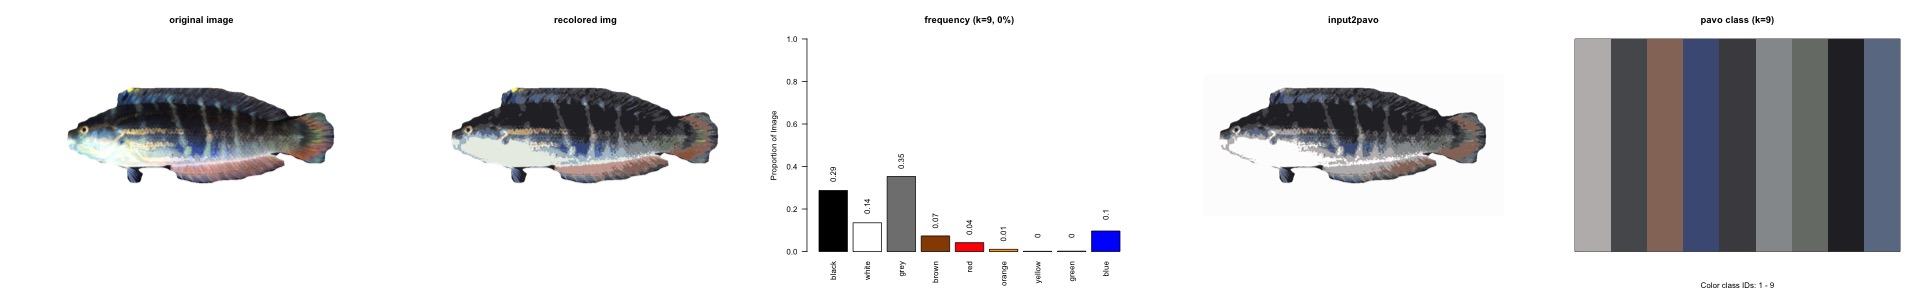 original image
recolored img
frequency (k=9, 0%)
input2pavo
pavo class (k=9)
Proportion of Image
1.0
0.8
0.6
0.4
0.2
0.0
0.29
0.14
0.35
0.07
0.04
0.01
0
0
0.1
black
white
grey
brown
red
orange
yellow
green
blue
Color class IDs: 1 - 9